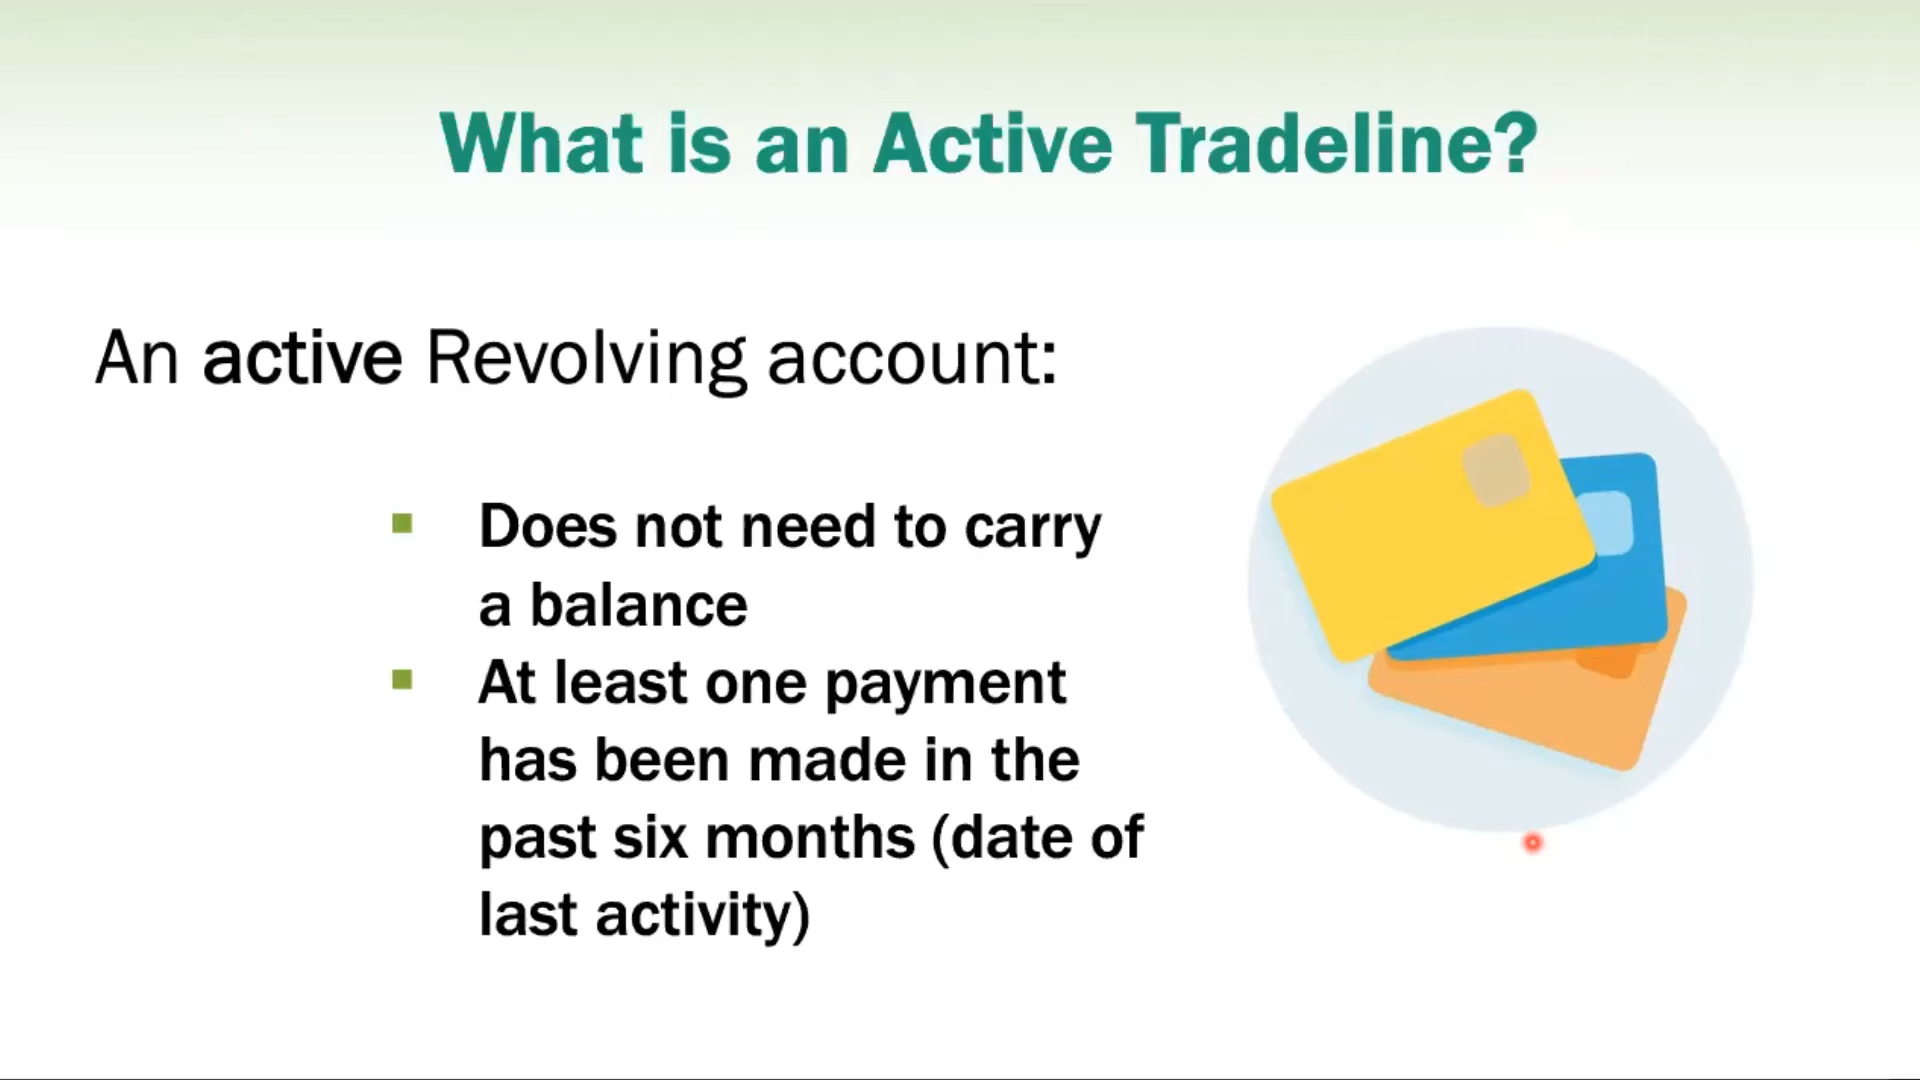 What is an Active Tradeline?
An active Revolving account:
Does not need to carry
a balance
At least one payment
has been made in the
past six months (date of
last activity)